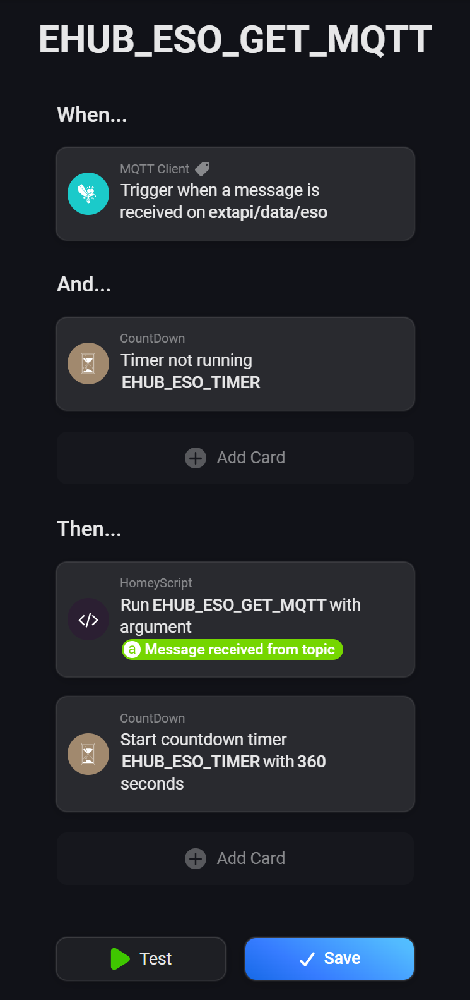 EHUB_ESO_GET_MQTT
When...
MQTT Client
Trigger when a message is
received on extapi/data/eso
And...
CountDown
Timer not running
EHUB_ESO_TIMER
Add Card
Then...
HomeyScript
Run EHUB_ESO_GET_MQTT with
argument
a Message received from topic
CountDown
Start countdown timer
EHUB_ESO_TIMER with 360
seconds
Add Card
Test
Save